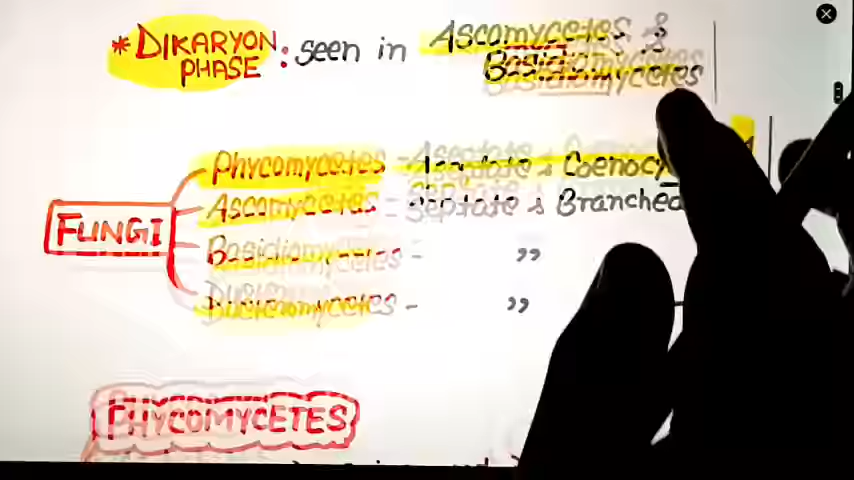 * DIKARYON PHASE : seen in Ascomycetes &
Basidiomycetes
FUNGI
Phycomycetes - Aseptate & Coenocy
Ascomycetes - Septate & Branched
Basidiomycetes - ,,
Deuteromycetes - ,,
PHYCOMYCETES